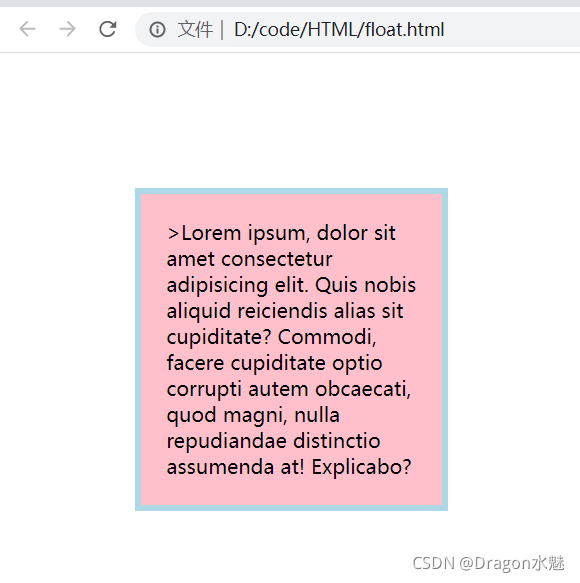 文件 | D:/code/HTML/float.html
>Lorem ipsum, dolor sit
amet consectetur
adipisicing elit. Quis nobis
aliquid reiciendis alias sit
cupiditate? Commodi,
facere cupiditate optio
corrupti autem obcaecati,
quod magni, nulla
repudiandae distinctio
assumenda at! Explicabo?
CSDN @Dragon水魅